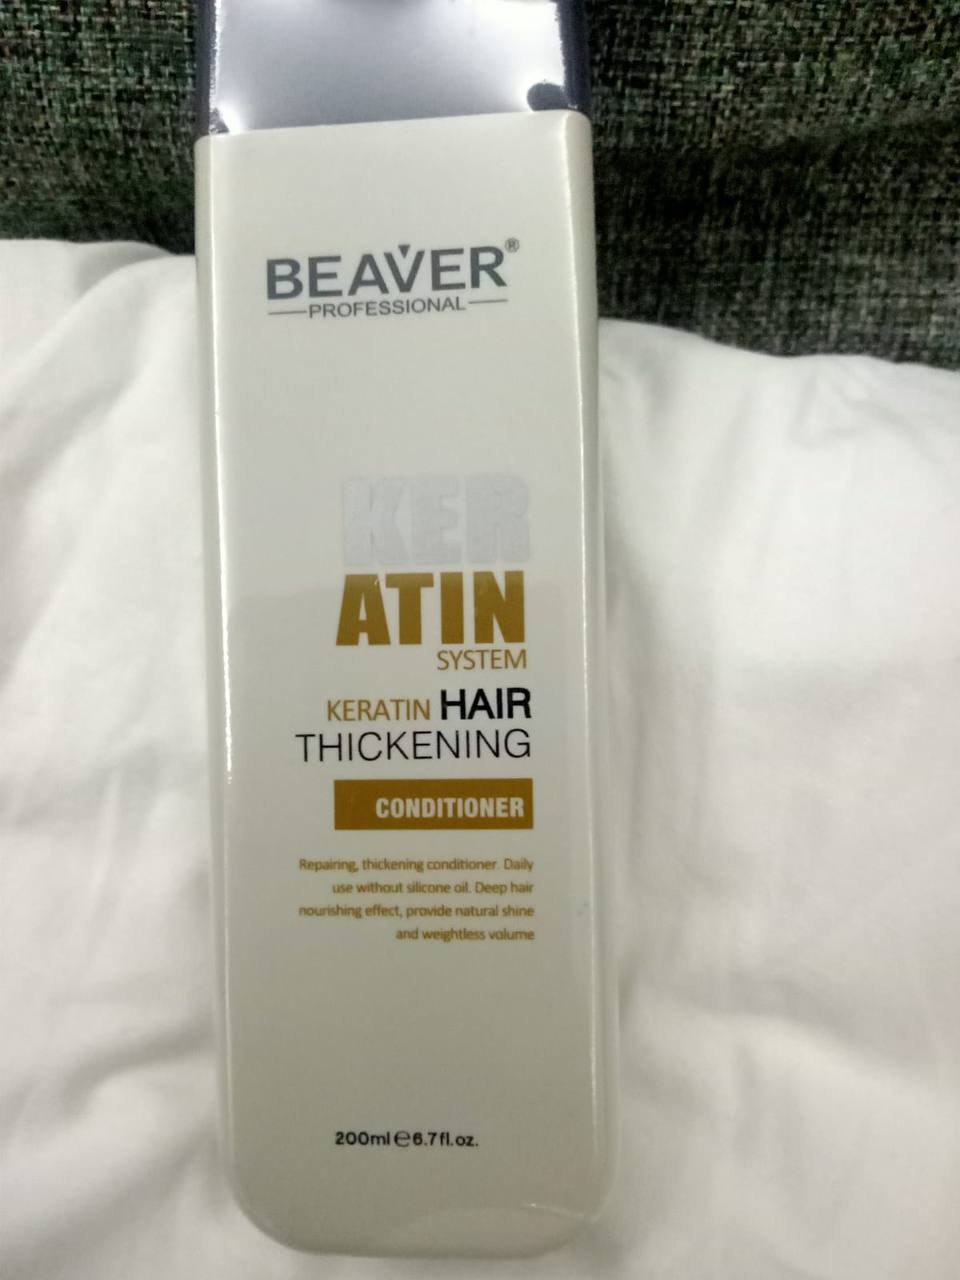 BEAVER®
PROFESSIONAL
KER
ATIN
SYSTEM
KERATIN HAIR
THICKENING
CONDITIONER
Repairing, thickening conditioner. Daily
use without silicone oil. Deep hair
nourishing effect, provide natural shine
and weightless volume
200ml ℮ 6.7fl.oz.